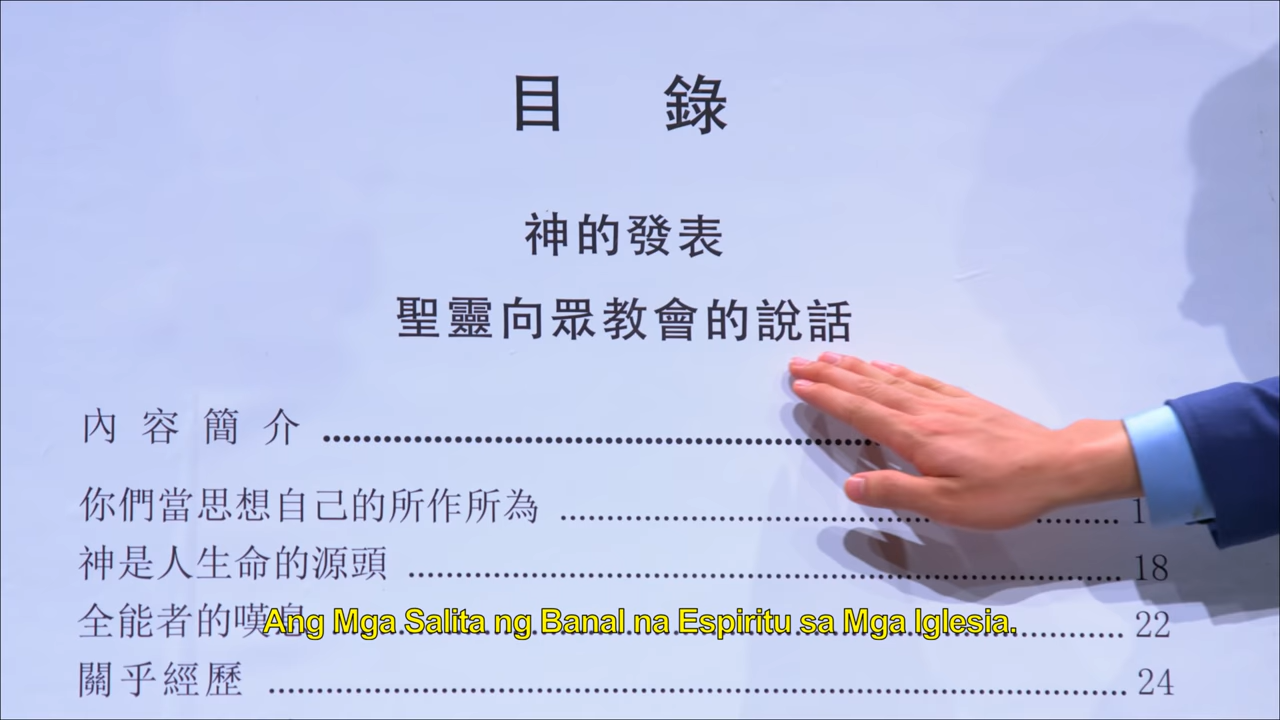 目 錄
神的發表
聖靈向眾教會的說話
內容簡介
你們當思想自己的所作所為
神是人生命的源頭 18
全能者的嘆息 22
Ang Mga Salita ng Banal na Espiritu sa Mga Iglesia.
關乎經歷 24